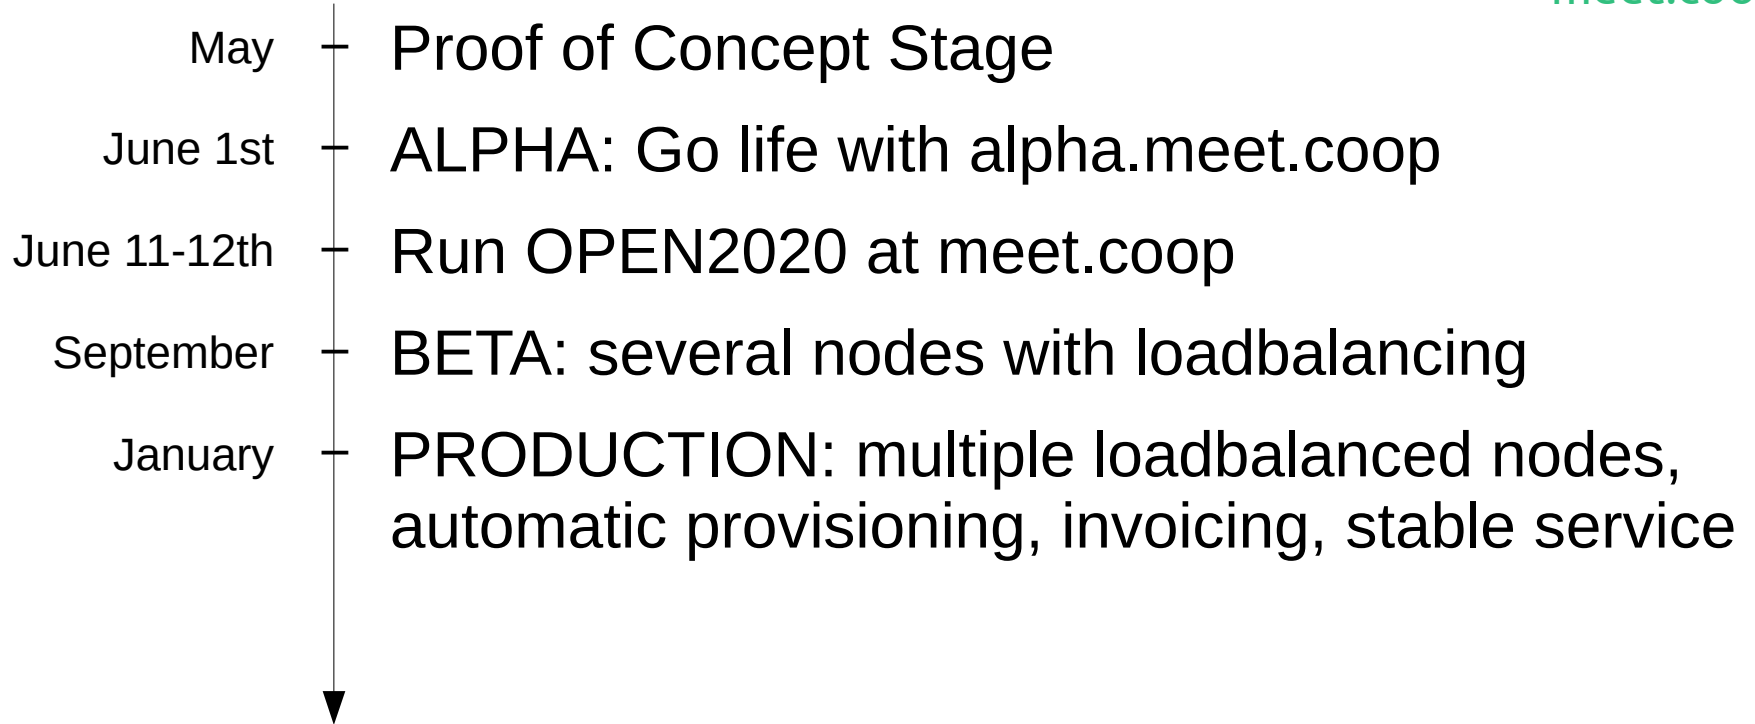 May
Proof of Concept Stage
June 1st
ALPHA: Go life with alpha.meet.coop
June 11-12th
Run OPEN2020 at meet.coop
September
BETA: several nodes with loadbalancing
January
PRODUCTION: multiple loadbalanced nodes,
automatic provisioning, invoicing, stable service